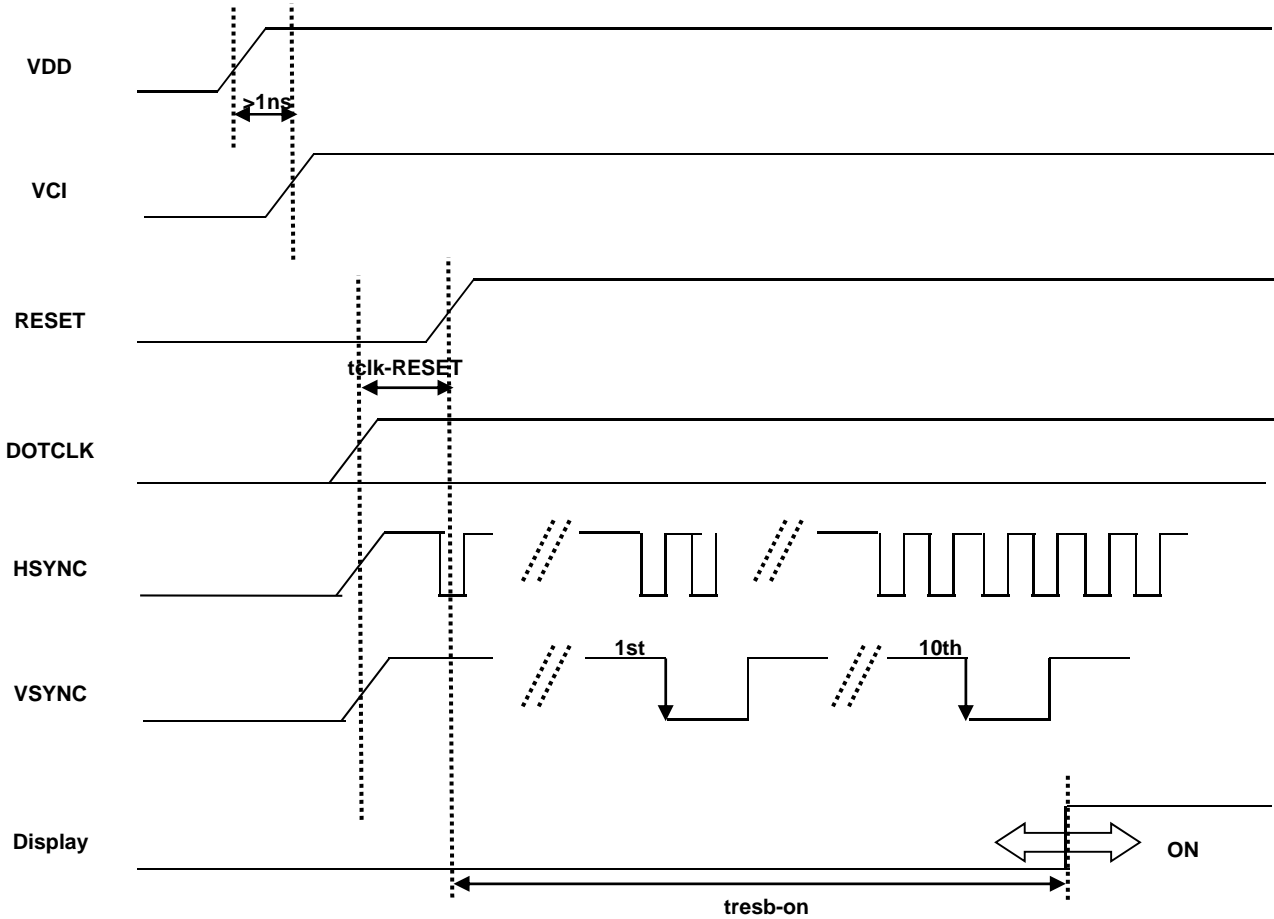 VDD
>1ns
VCI
RESET
tclk-RESET
DOTCLK
HSYNC
1st
10th
VSYNC
Display
ON
tresb-on